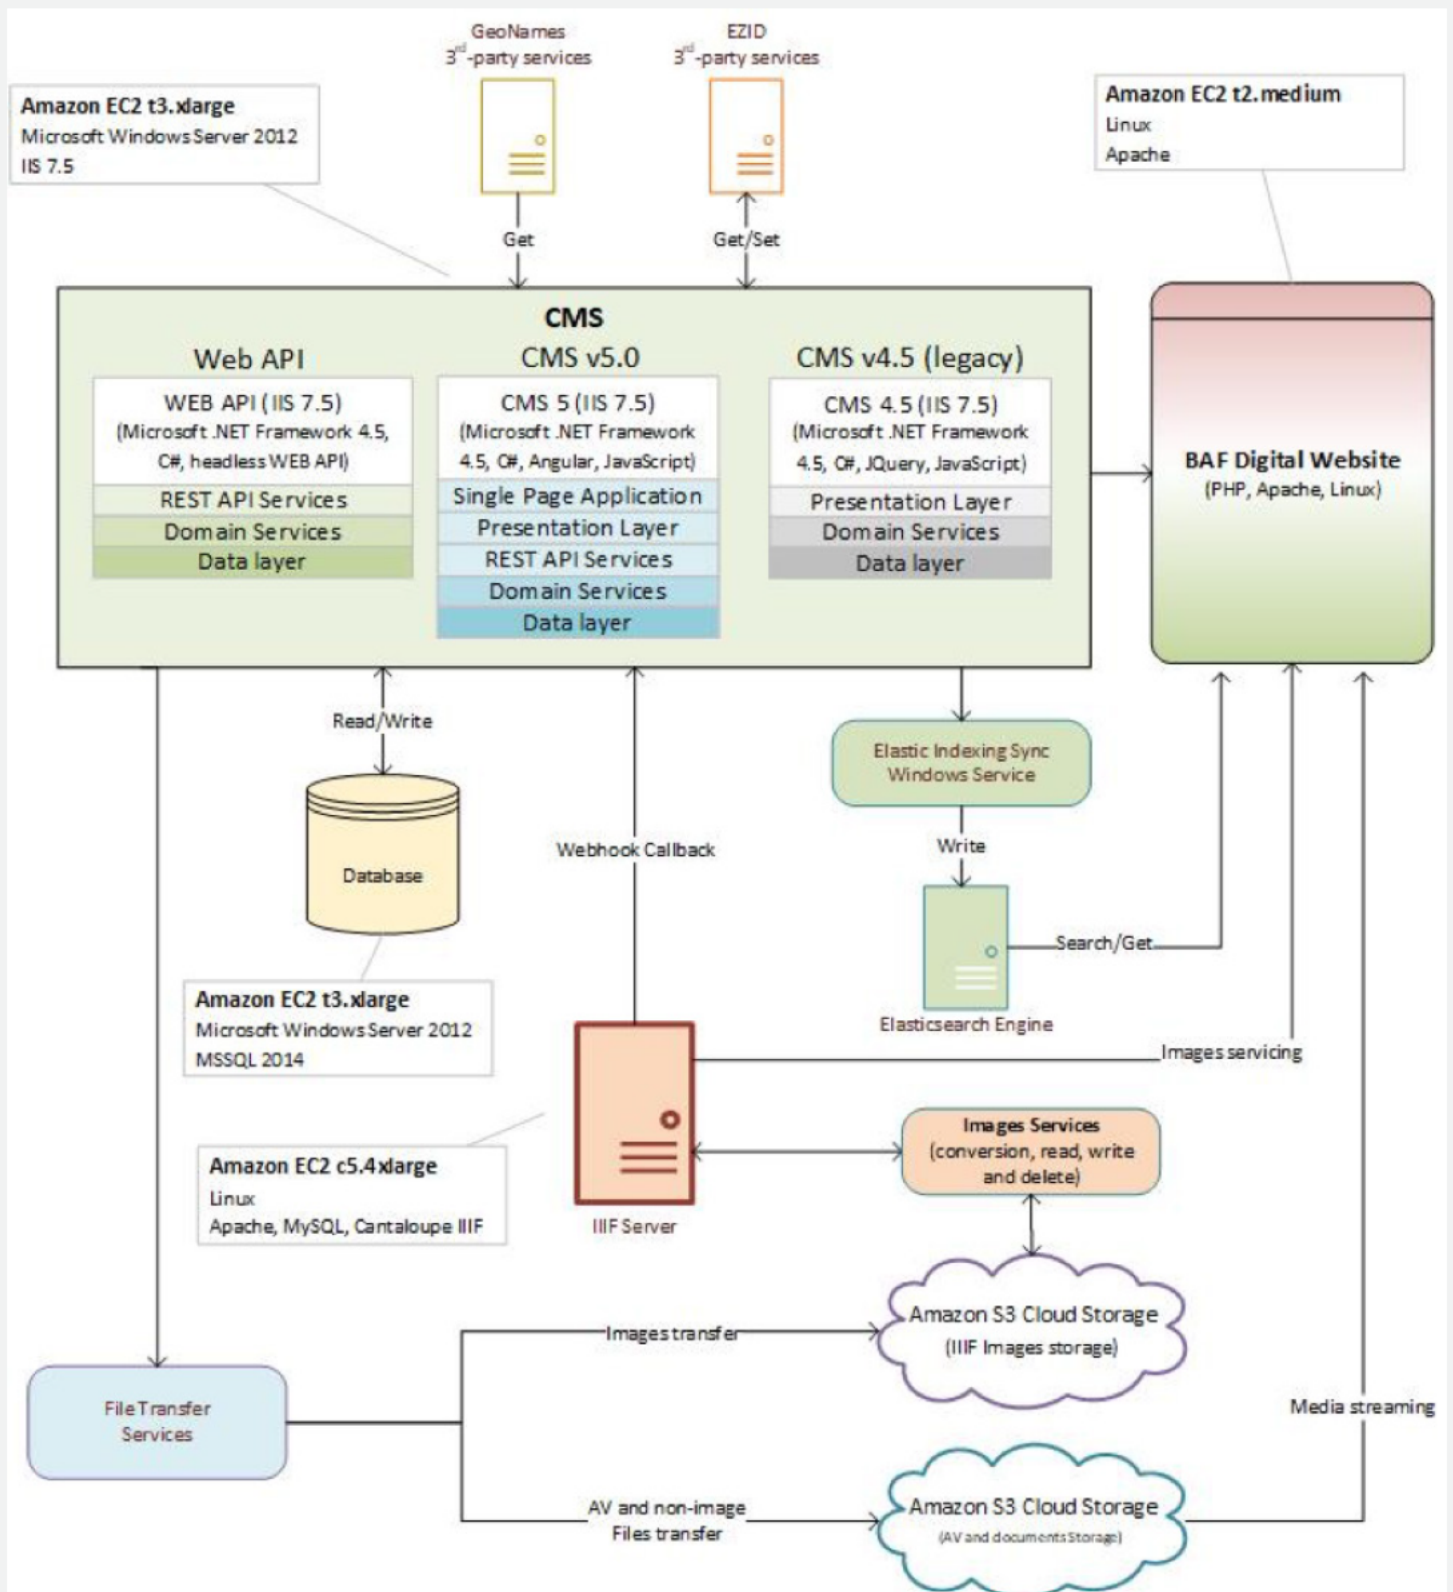 GeoNames
3rd-party services
EZID
3rd-party services
Amazon EC2 t3.xlarge
Microsoft Windows Server 2012
IIS 7.5
Amazon EC2 t2.medium
Linux
Apache
Get
Get/Set
CMS
Web API
WEB API (IIS 7.5)
(Microsoft .NET Framework 4.5,
C#, headless WEB API)
REST API Services
Domain Services
Data layer
CMS v5.0
CMS 5 (IIS 7.5)
(Microsoft .NET Framework
4.5, C#, Angular, JavaScript)
Single Page Application
Presentation Layer
REST API Services
Domain Services
Data layer
CMS v4.5 (legacy)
CMS 4.5 (IIS 7.5)
(Microsoft .NET Framework
4.5, C#, JQuery, JavaScript)
Presentation Layer
Domain Services
Data layer
BAF Digital Website
(PHP, Apache, Linux)
Read/Write
Database
Amazon EC2 t3.xlarge
Microsoft Windows Server 2012
MSSQL 2014
Webhook Callback
Elastic Indexing Sync
Windows Service
Write
Search/Get
Elasticsearch Engine
Images servicing
Amazon EC2 c5.4xlarge
Linux
Apache, MySQL, Cantaloupe IIIF
IIIF Server
Images Services
(conversion, read, write
and delete)
Amazon S3 Cloud Storage
(IIIF Images storage)
Images transfer
File Transfer
Services
AV and non-image
Files transfer
Amazon S3 Cloud Storage
(AV and documents Storage)
Media streaming